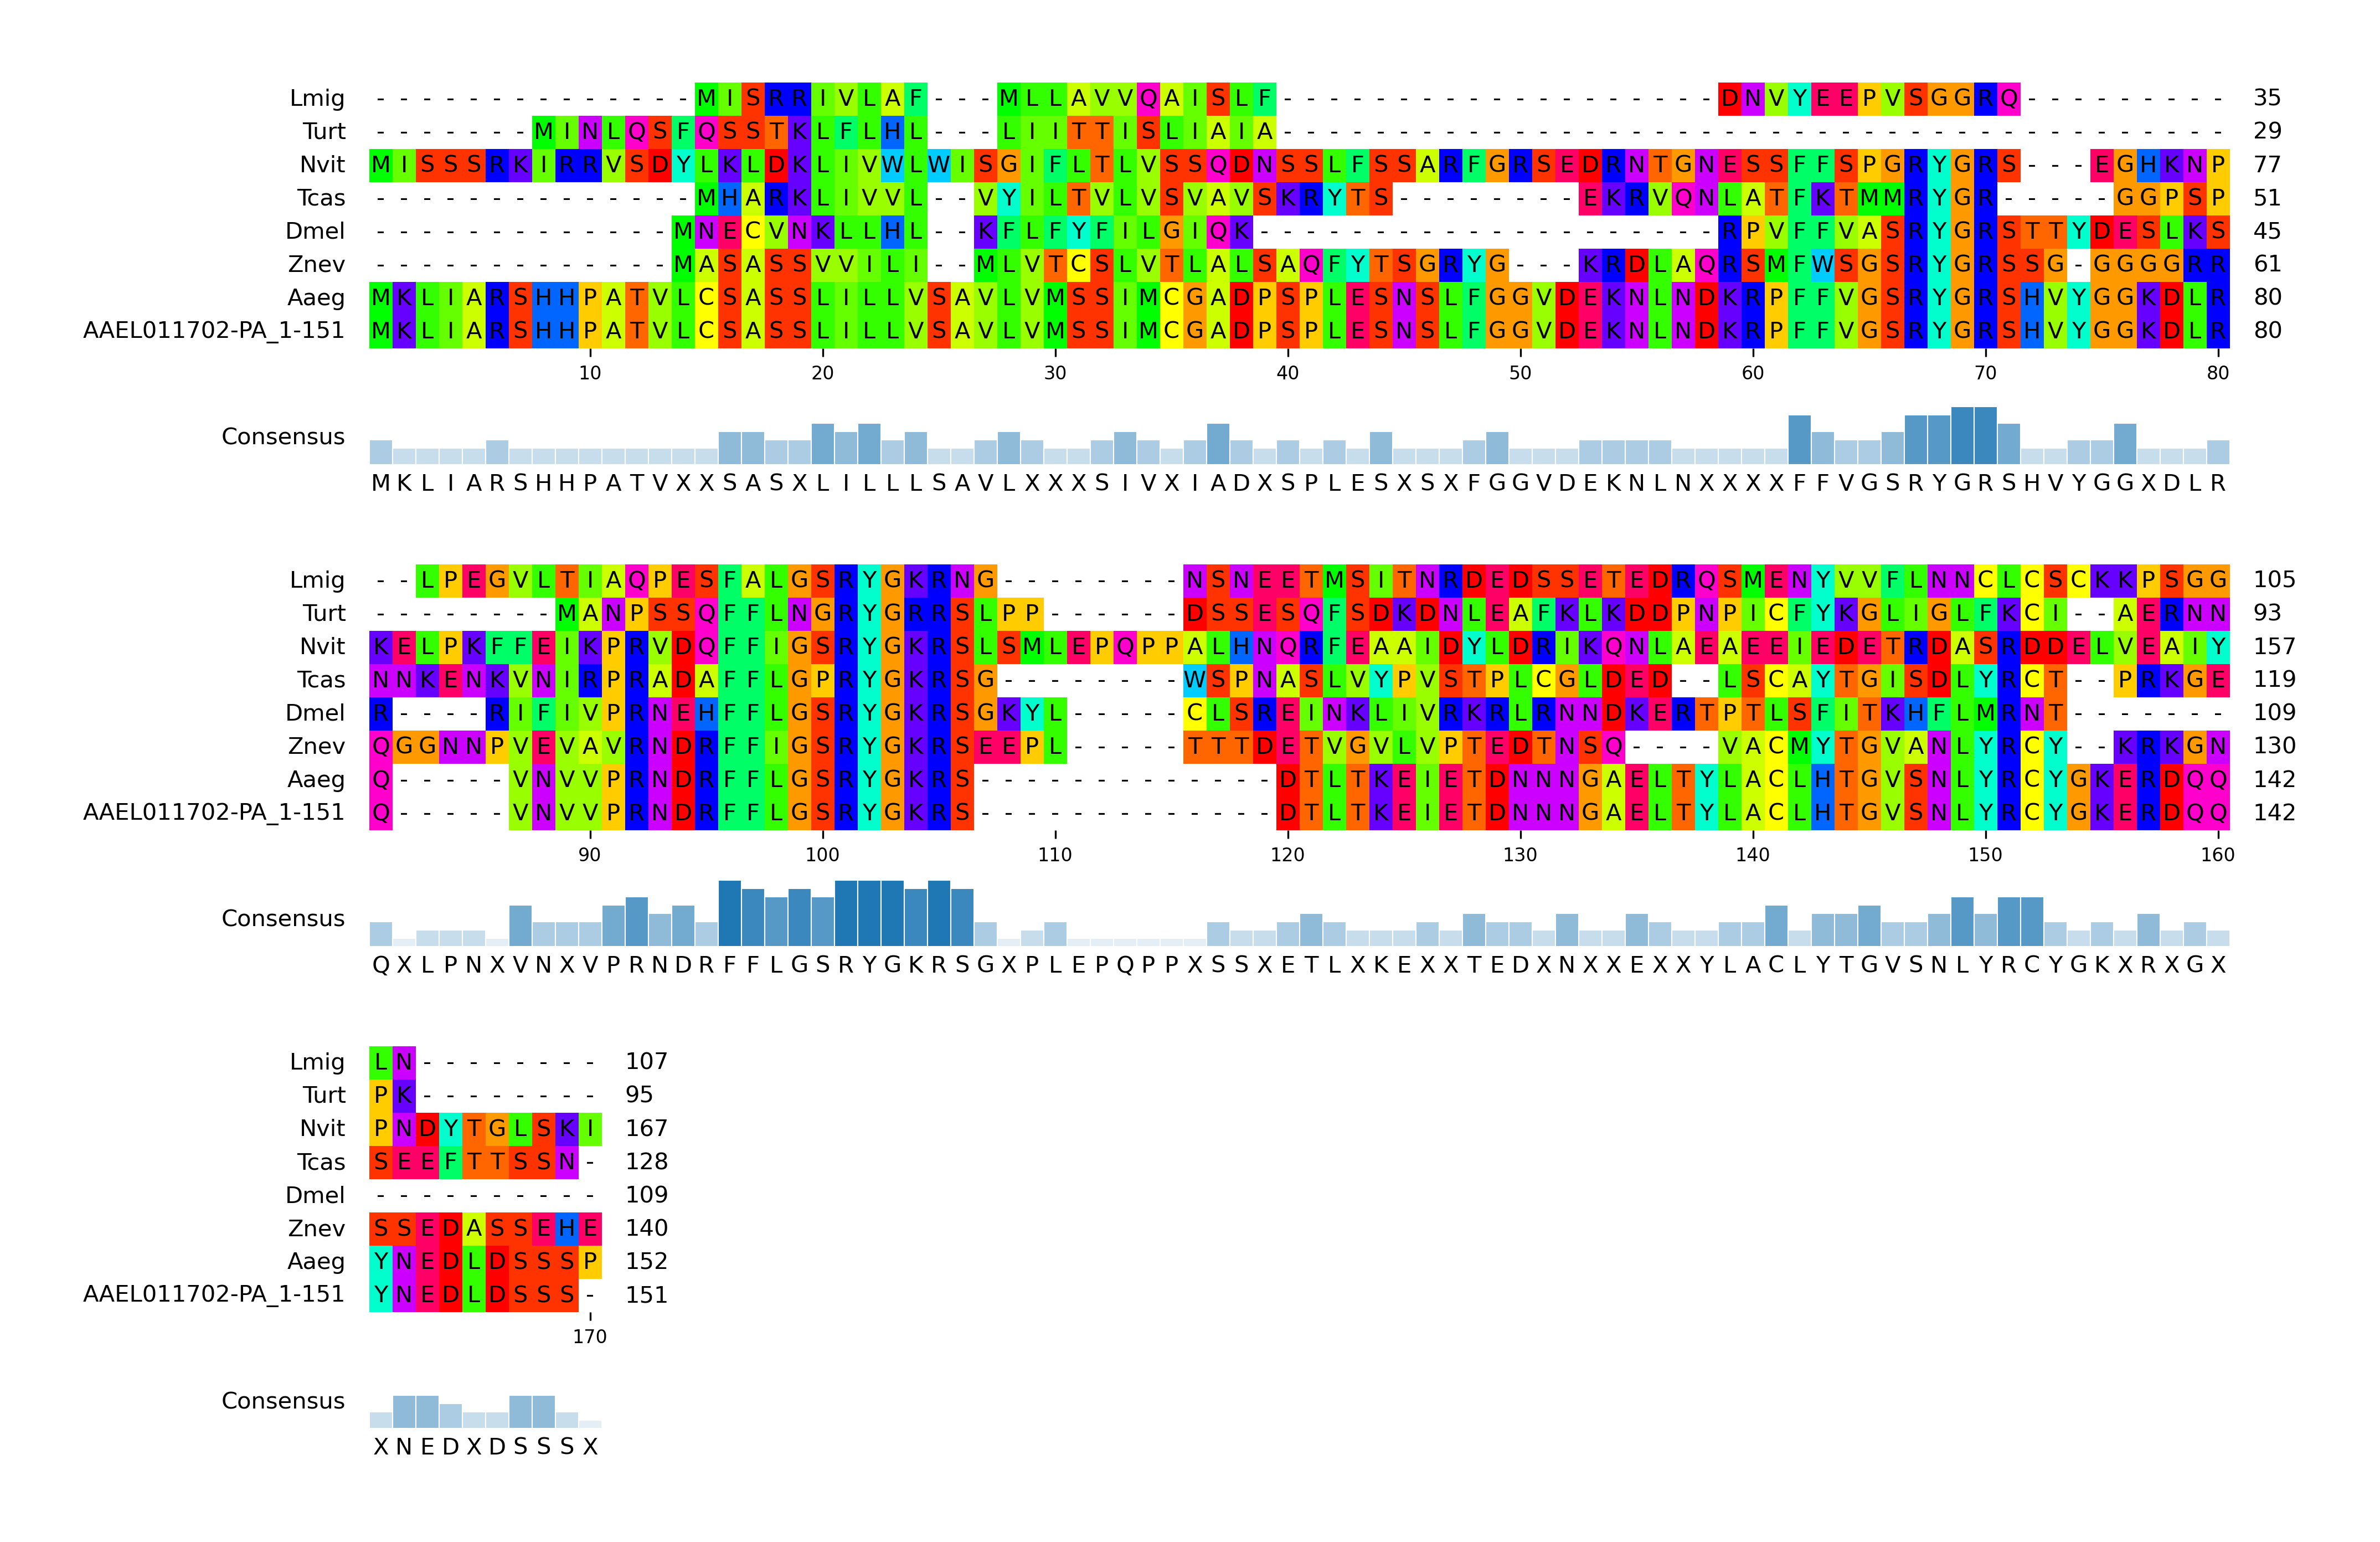 Lmig - - - - - - - - - - - - - - M I S R R I V L A F - - - M L L A V V Q A I S L F - - - - - - - - - - - - - - - - - - - D N V Y E E P V S G G R Q - - - - - - - - - 35
Turt - - - - - - - M I N L Q S F Q S S T K L F L H L - - - L I I T T I S L I A I A - - - - - - - - - - - - - - - - - - - - - - - - - - - - - - - - - - - - - - - - - 29
Nvit M I S S S R K I R R V S D Y L K L D K L I V W L W I S G I F L T L V S S Q D N S S L F S S A R F G R S E D R N T G N E S S F F S P G R Y G R S - - - E G H K N P 77
Tcas - - - - - - - - - - - - - - M H A R K L I V V L - - V Y I L T V L V S V A V S K R Y T S - - - - - - - - E K R V Q N L A T F K T M M R Y G R - - - - - G G P S P 51
Dmel - - - - - - - - - - - - - M N E C V N K L L H L - - K F L F Y F I L G I Q K - - - - - - - - - - - - - - - - - - - - R P V F F V A S R Y G R S T T Y D E S L K S 45
Znev - - - - - - - - - - - - - M A S A S S V V I L I - - M L V T C S L V T L A L S A Q F Y T S G R Y G - - - K R D L A Q R S M F W S G S R Y G R S S G - G G G G R R 61
Aaeg M K L I A R S H H P A T V L C S A S S L I L L V S A V L V M S S I M C G A D P S P L E S N S L F G G V D E K N L N D K R P F F V G S R Y G R S H V Y G G K D L R 80
AAEL011702-PA_1-151 M K L I A R S H H P A T V L C S A S S L I L L V S A V L V M S S I M C G A D P S P L E S N S L F G G V D E K N L N D K R P F F V G S R Y G R S H V Y G G K D L R 80
10 20 30 40 50 60 70 80
Consensus
M K L I A R S H H P A T V X X S A S X L I L L L S A V L X X X S I V X I A D X S P L E S X S X F G G V D E K N L N X X X X F F V G S R Y G R S H V Y G G X D L R
Lmig - - L P E G V L T I A Q P E S F A L G S R Y G K R N G - - - - - - - - N S N E E T M S I T N R D E D S S E T E D R Q S M E N Y V V F L N N C L C S C K K P S G G 105
Turt - - - - - - - - M A N P S S Q F F L N G R Y G R R S L P P - - - - - - D S S E S Q F S D K D N L E A F K L K D D P N P I C F Y K G L I G L F K C I - - A E R N N 93
Nvit K E L P K F F E I K P R V D Q F F I G S R Y G K R S L S M L E P Q P P A L H N Q R F E A A I D Y L D R I K Q N L A E A E E I E D E T R D A S R D D E L V E A I Y 157
Tcas N N K E N K V N I R P R A D A F F L G P R Y G K R S G - - - - - - - - W S P N A S L V Y P V S T P L C G L D E D - - L S C A Y T G I S D L Y R C T - - P R K G E 119
Dmel R - - - - R I F I V P R N E H F F L G S R Y G K R S G K Y L - - - - - C L S R E I N K L I V R K R L R N N D K E R T P T L S F I T K H F L M R N T - - - - - - - 109
Znev Q G G N N P V E V A V R N D R F F I G S R Y G K R S E E P L - - - - - T T T D E T V G V L V P T E D T N S Q - - - - V A C M Y T G V A N L Y R C Y - - K R K G N 130
Aaeg Q - - - - - V N V V P R N D R F F L G S R Y G K R S - - - - - - - - - - - - - D T L T K E I E T D N N N G A E L T Y L A C L H T G V S N L Y R C Y G K E R D Q Q 142
AAEL011702-PA_1-151 Q - - - - - V N V V P R N D R F F L G S R Y G K R S - - - - - - - - - - - - - D T L T K E I E T D N N N G A E L T Y L A C L H T G V S N L Y R C Y G K E R D Q Q 142
90 100 110 120 130 140 150 160
Consensus
Q X L P N X V N X V P R N D R F F L G S R Y G K R S G X P L E P Q P P X S S X E T L X K E X X T E D X N X X E X X Y L A C L Y T G V S N L Y R C Y G K X R X G X
Lmig L N - - - - - - - - 107
Turt P K - - - - - - - - 95
Nvit P N D Y T G L S K I 167
Tcas S E E F T T S S N - 128
Dmel - - - - - - - - - - 109
Znev S S E D A S S E H E 140
Aaeg Y N E D L D S S S P 152
AAEL011702-PA_1-151 Y N E D L D S S S - 151
170
Consensus
X N E D X D S S S X